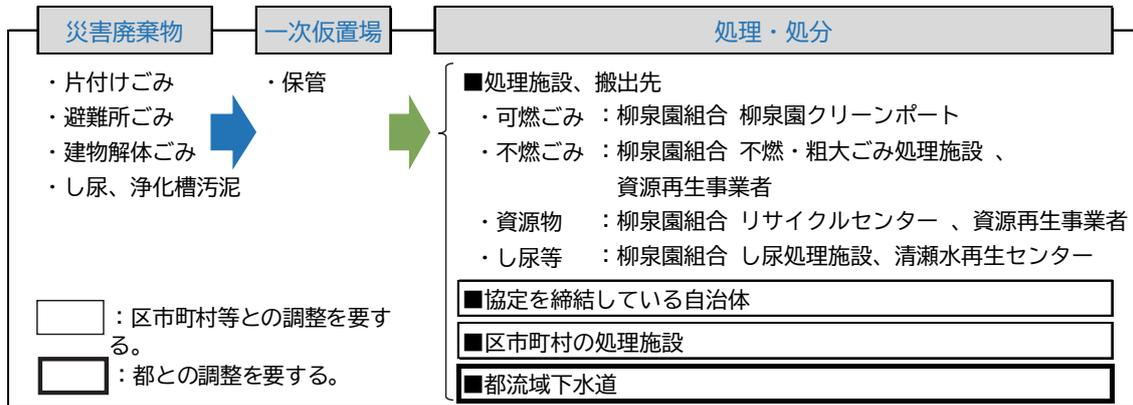 災害廃棄物
・片付けごみ
・避難所ごみ
・建物解体ごみ
・し尿、浄化槽汚泥
一次仮置場
・保管
処理・処分
■処理施設、搬出先
・可燃ごみ ：柳泉園組合 柳泉園クリーンポート
・不燃ごみ ：柳泉園組合 不燃・粗大ごみ処理施設 、
資源再生事業者
・資源物 ：柳泉園組合 リサイクルセンター 、資源再生事業者
・し尿等 ：柳泉園組合 し尿処理施設、清瀬水再生センター
■協定を締結している自治体
■区市町村の処理施設
■都流域下水道
：区市町村等との調整を要す
る。
：都との調整を要する。